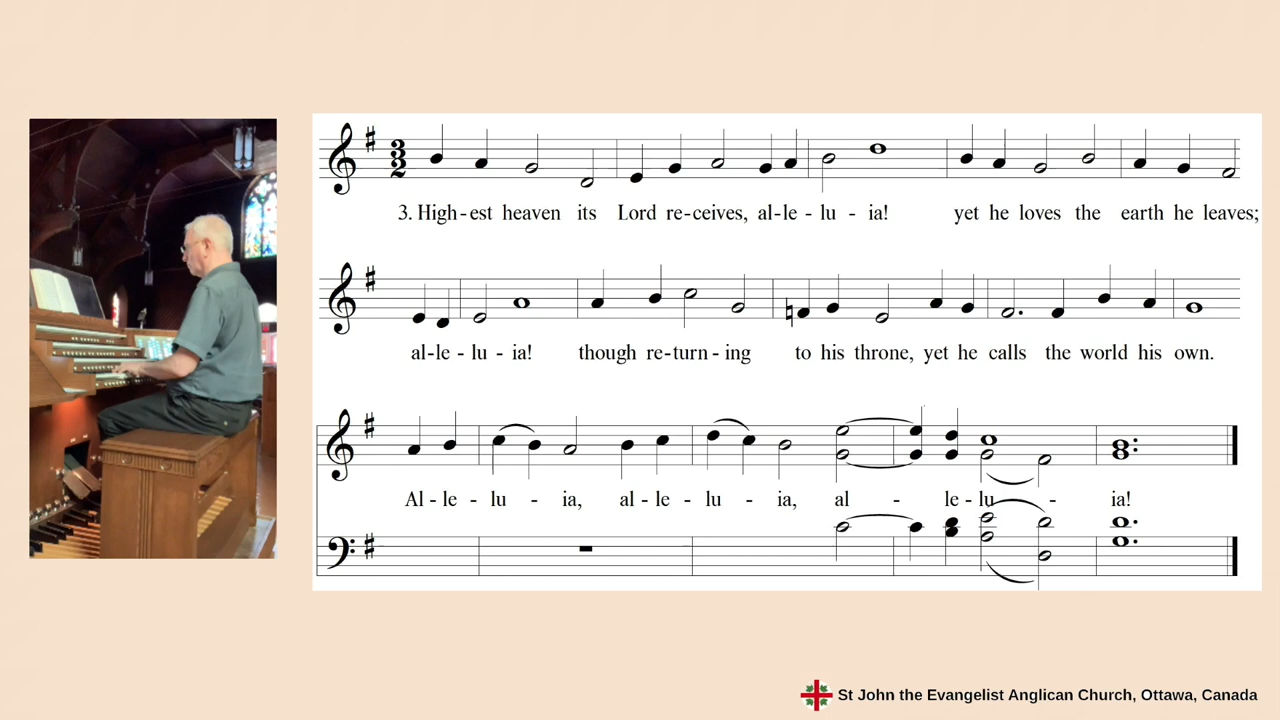 3. High - est heaven its Lord re - ceives, al - le - lu - ia! yet he loves the earth he leaves;
al - le - lu - ia! though re - turn - ing to his throne, yet he calls the world his own.
Al - le - lu - ia, al - le - lu - ia, al - le - lu - ia!
St John the Evangelist Anglican Church, Ottawa, Canada